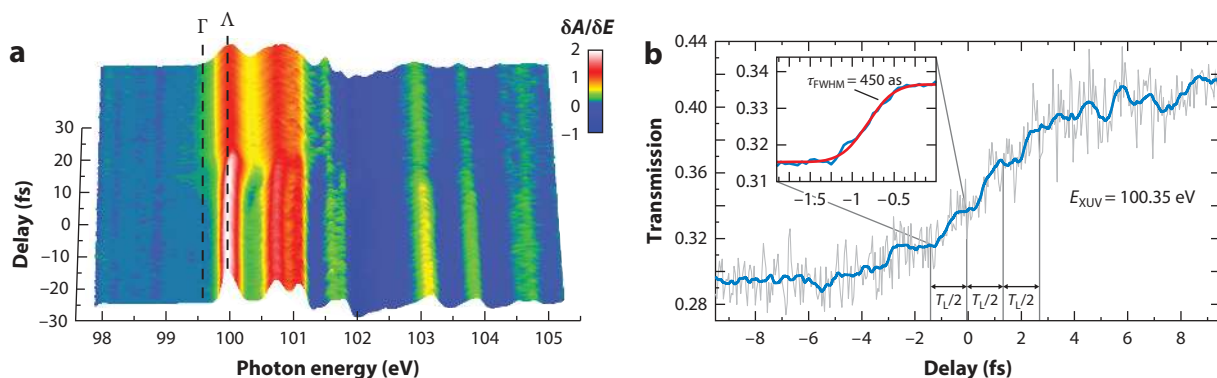 a
Γ
Λ
δA/δE
2
1
0
−1
30
20
10
0
−10
−20
−30
Delay (fs)
98
99
100
101
102
103
104
105
Photon energy (eV)
b
0.44
0.40
0.36
0.32
0.28
Transmission
0.34
0.33
0.32
0.31
τFWHM = 450 as
−1.5
−1
−0.5
EXUV = 100.35 eV
TL/2
TL/2
TL/2
−8
−6
−4
−2
0
2
4
6
8
Delay (fs)